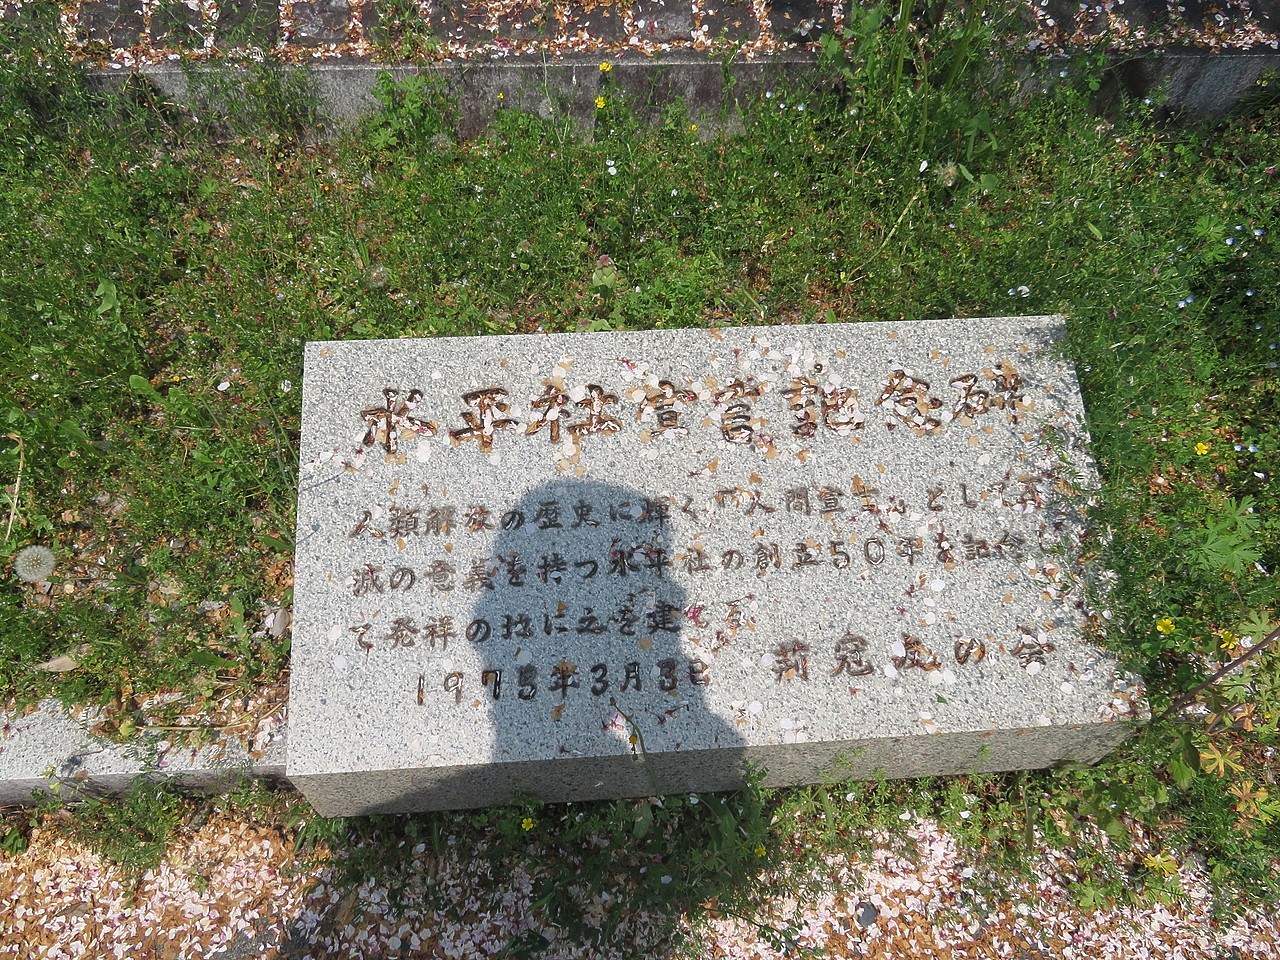 水平社宣言記念碑
人類解放の歴史に輝く『人間宣言』として不
滅の意義を持つ水平社の創立50年を記念し
て発祥の地に之を建てる
1975年3月3日 荊冠友の会